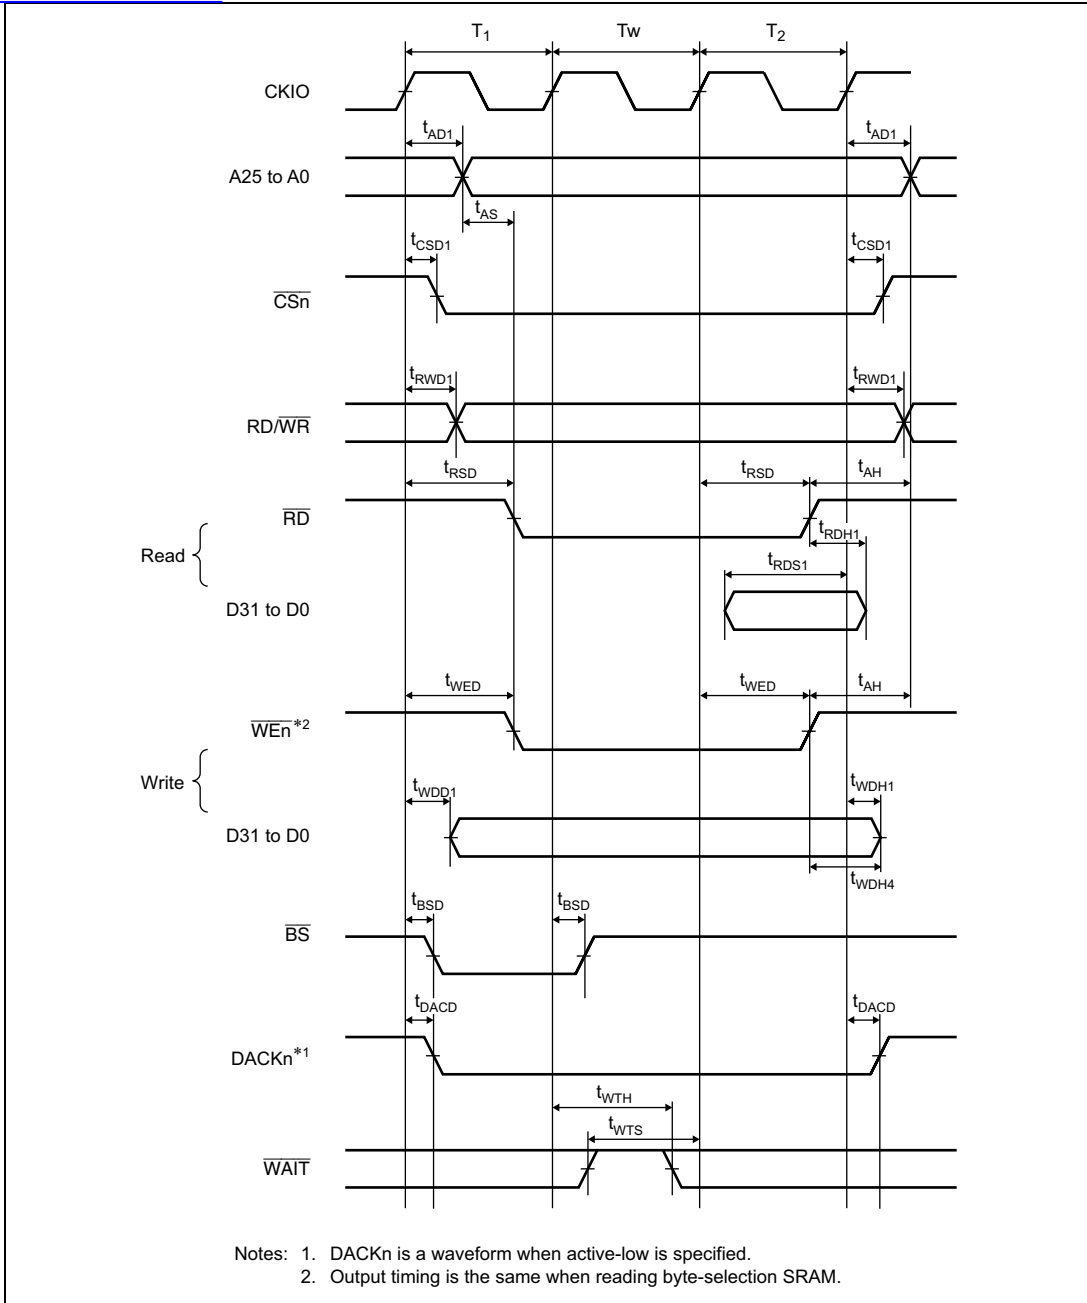 T1 Tw T2
CKIO
tAD1 tAD1
A25 to A0
tAS
tCSD1 tCSD1
CSn
tRWD1 tRWD1
RD/WR
tRSD tRSD tAH
RD
tRDH1
Read
tRDS1
D31 to D0
tWED tWED tAH
WEn*2
Write
tWDD1 tWDH1
D31 to D0
tWDH4
tBSD tBSD
BS
tDACD tDACD
DACKn*1
tWTH
tWTS
WAIT
Notes: 1. DACKn is a waveform when active-low is specified.
2. Output timing is the same when reading byte-selection SRAM.